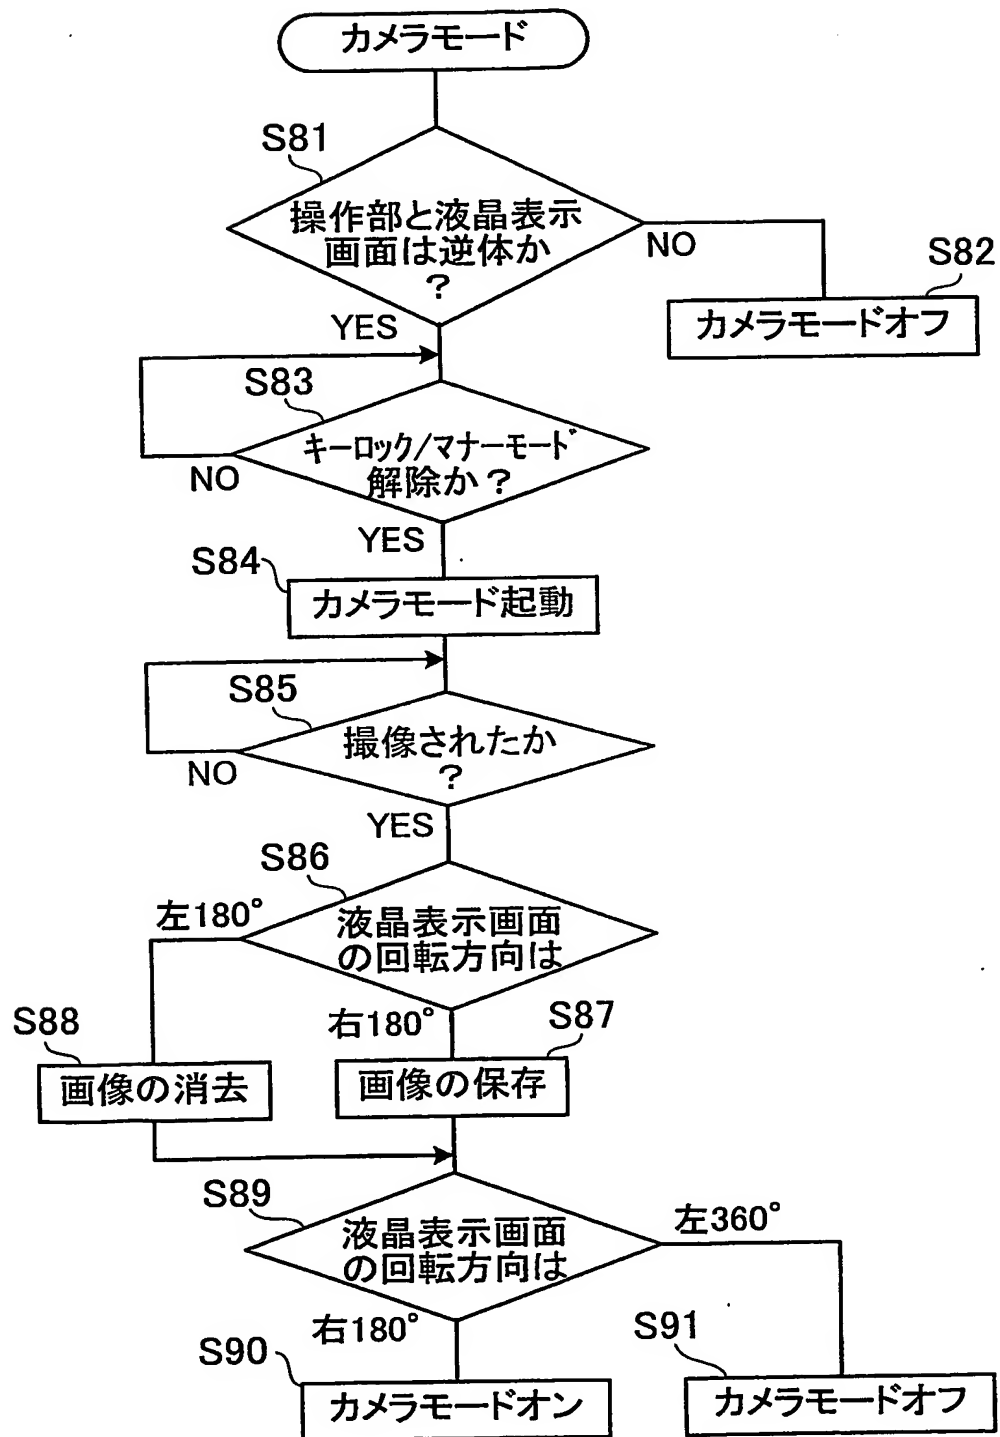 カメラモード
S81
操作部と液晶表示
画面は逆体か
?
NO
S82
カメラモードオフ
YES
S83
キーロック/マナーモード
解除か?
NO
YES
S84
カメラモード起動
S85
撮像されたか
?
NO
YES
S86
液晶表示画面
の回転方向は
左180°
右180°
S88
画像の消去
S87
画像の保存
S89
液晶表示画面
の回転方向は
左360°
右180°
S90
カメラモードオン
S91
カメラモードオフ